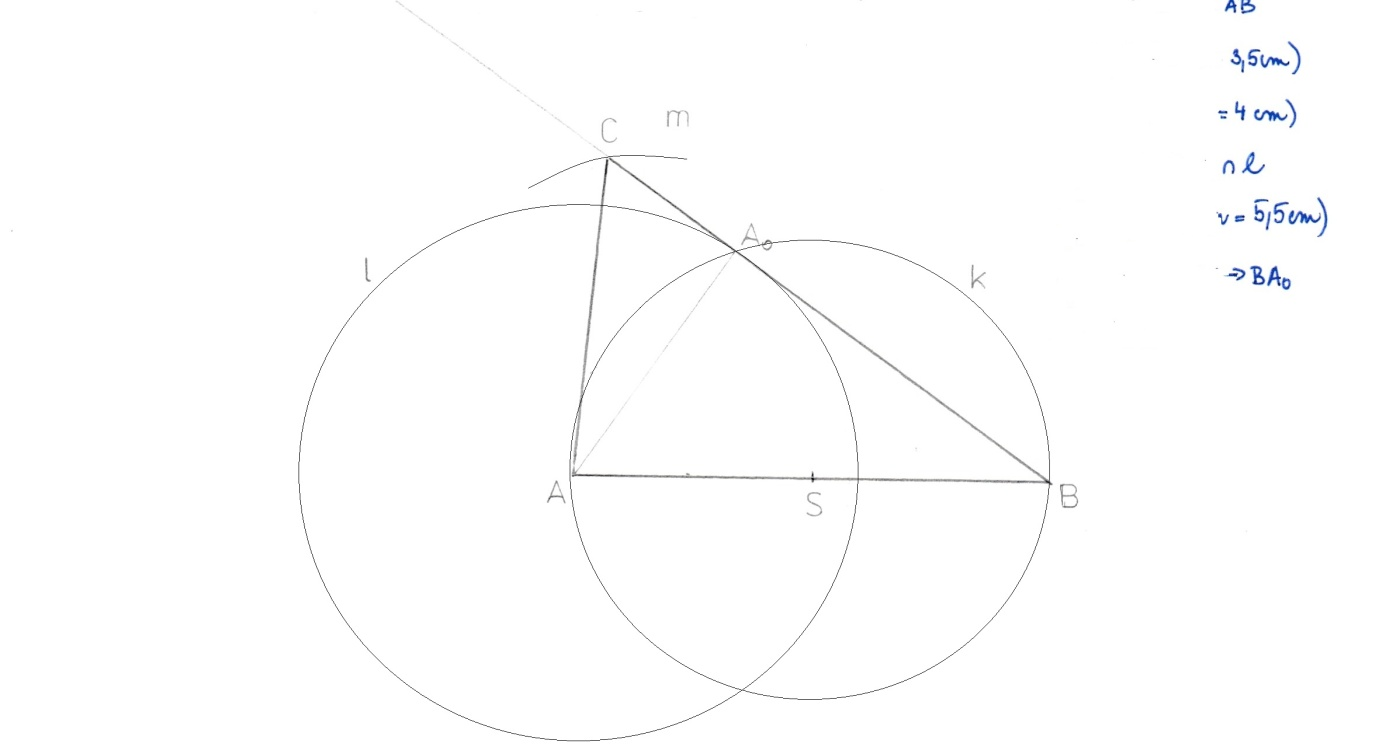 AB
3,5cm)
= 4 cm)
n l
v = 5,5cm)
⇒ BA₀
C m
A₀
l
k
A
S
B